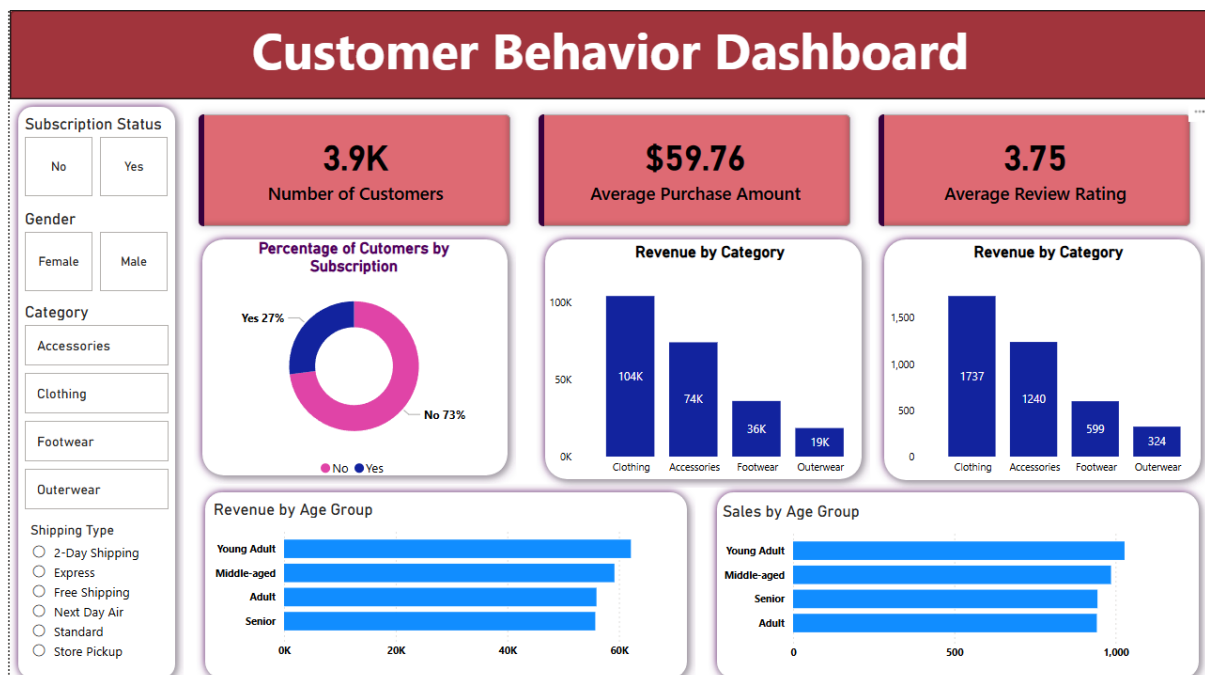 Customer Behavior Dashboard
Subscription Status
No
Yes
Gender
Female
Male
Category
Accessories
Clothing
Footwear
Outerwear
Shipping Type
2-Day Shipping
Express
Free Shipping
Next Day Air
Standard
Store Pickup
3.9K
Number of Customers
$59.76
Average Purchase Amount
3.75
Average Review Rating
Percentage of Cutomers by
Subscription
Yes 27%
No 73%
No
Yes
Revenue by Category
100K
50K
0K
104K
74K
36K
19K
Clothing
Accessories
Footwear
Outerwear
Revenue by Category
1,500
1,000
500
0
1737
1240
599
324
Clothing
Accessories
Footwear
Outerwear
Revenue by Age Group
Young Adult
Middle-aged
Adult
Senior
0K
20K
40K
60K
Sales by Age Group
Young Adult
Middle-aged
Senior
Adult
0
500
1,000